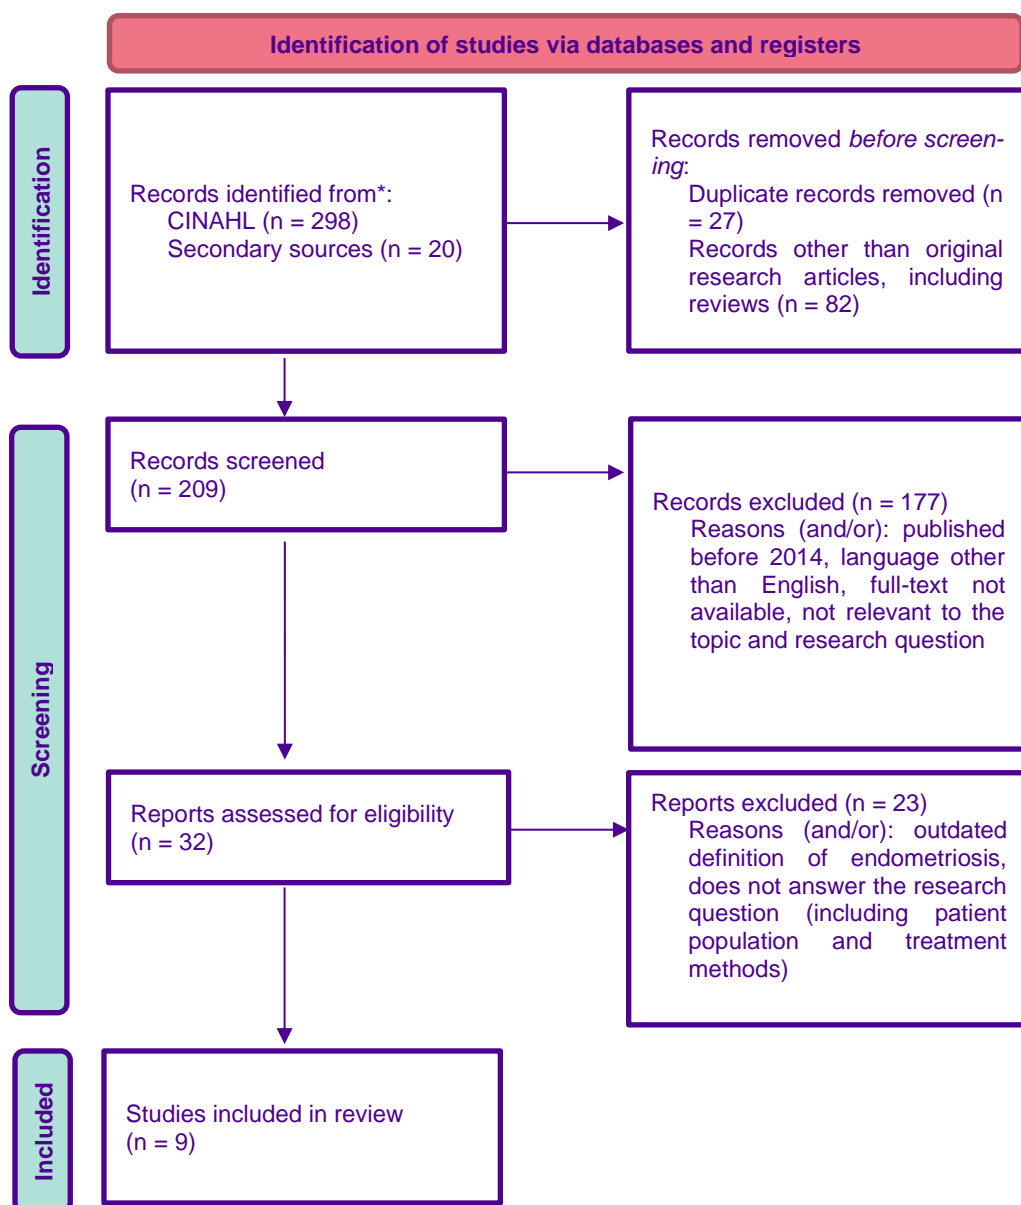 Identification of studies via databases and registers
Identification
Records identified from*:
CINAHL (n = 298)
Secondary sources (n = 20)
Records removed before screen-
ing:
Duplicate records removed (n
= 27)
Records other than original
research articles, including
reviews (n = 82)
Screening
Records screened
(n = 209)
Records excluded (n = 177)
Reasons (and/or): published
before 2014, language other
than English, full-text not
available, not relevant to the
topic and research question
Reports assessed for eligibility
(n = 32)
Reports excluded (n = 23)
Reasons (and/or): outdated
definition of endometriosis,
does not answer the research
question (including patient
population and treatment
methods)
Included
Studies included in review
(n = 9)